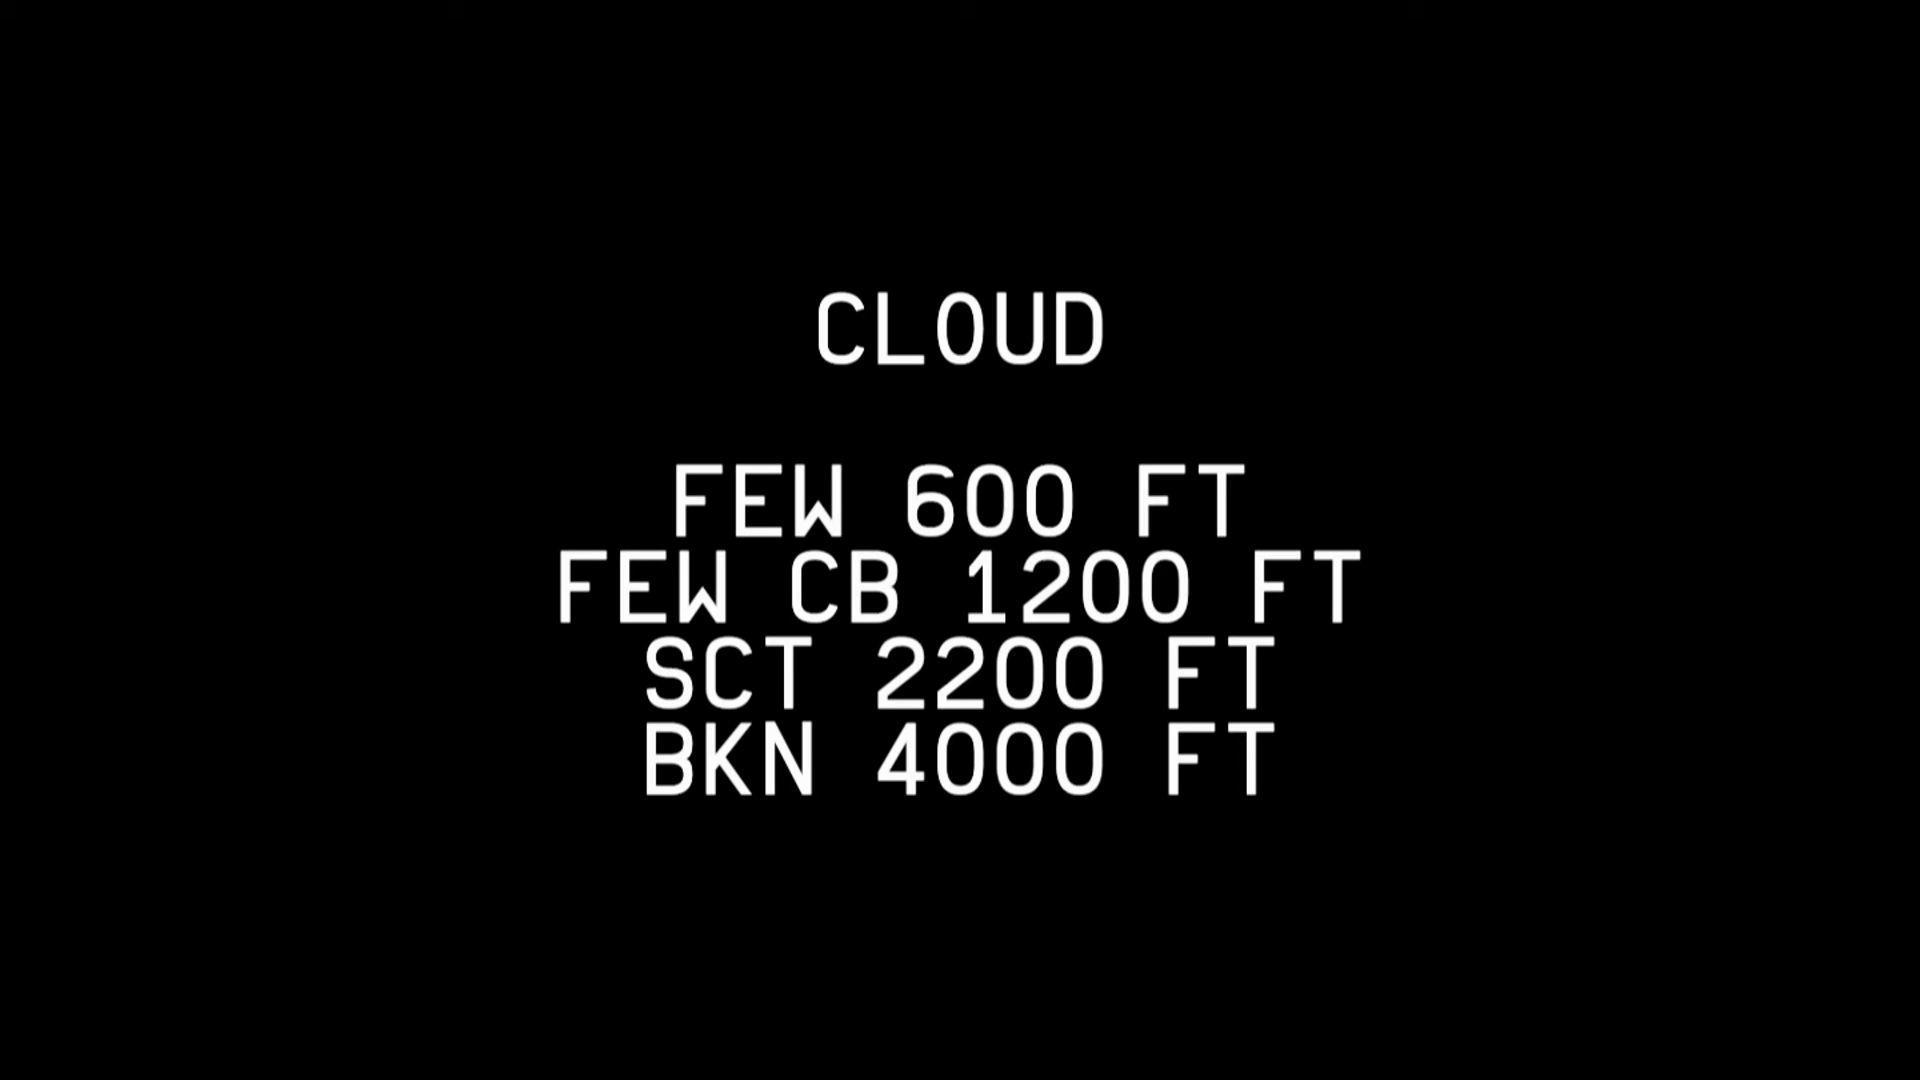 CLOUD
FEW 600 FT
FEW CB 1200 FT
SCT 2200 FT
BKN 4000 FT